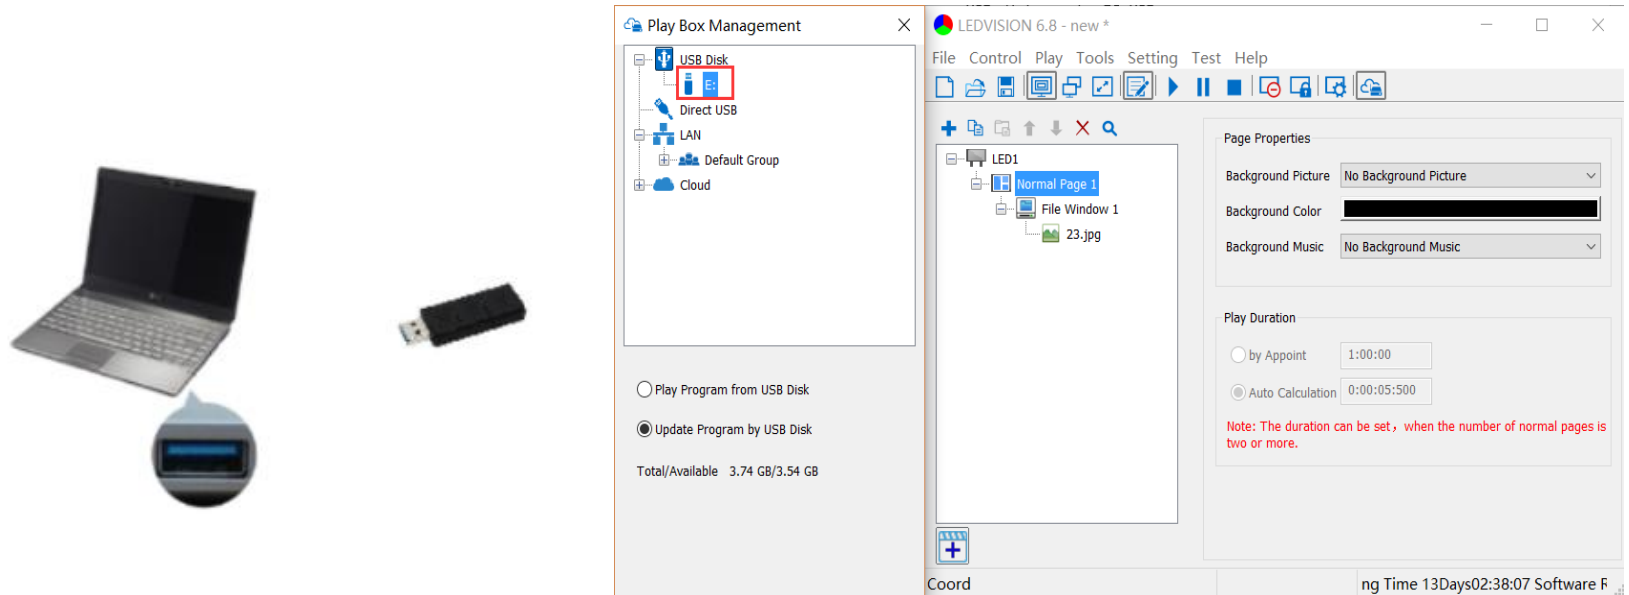 Play Box Management
USB Disk
E:
Direct USB
LAN
Default Group
Cloud
Play Program from USB Disk
Update Program by USB Disk
Total/Available 3.74 GB/3.54 GB
LEDVISION 6.8 - new *
File Control Play Tools Setting Test Help
LED1
Normal Page 1
File Window 1
23.jpg
Page Properties
Background Picture No Background Picture
Background Color
Background Music No Background Music
Play Duration
by Appoint 1:00:00
Auto Calculation 0:00:05:500
Note: The duration can be set，when the number of normal pages is
two or more.
Coord
ng Time 13Days02:38:07 Software R